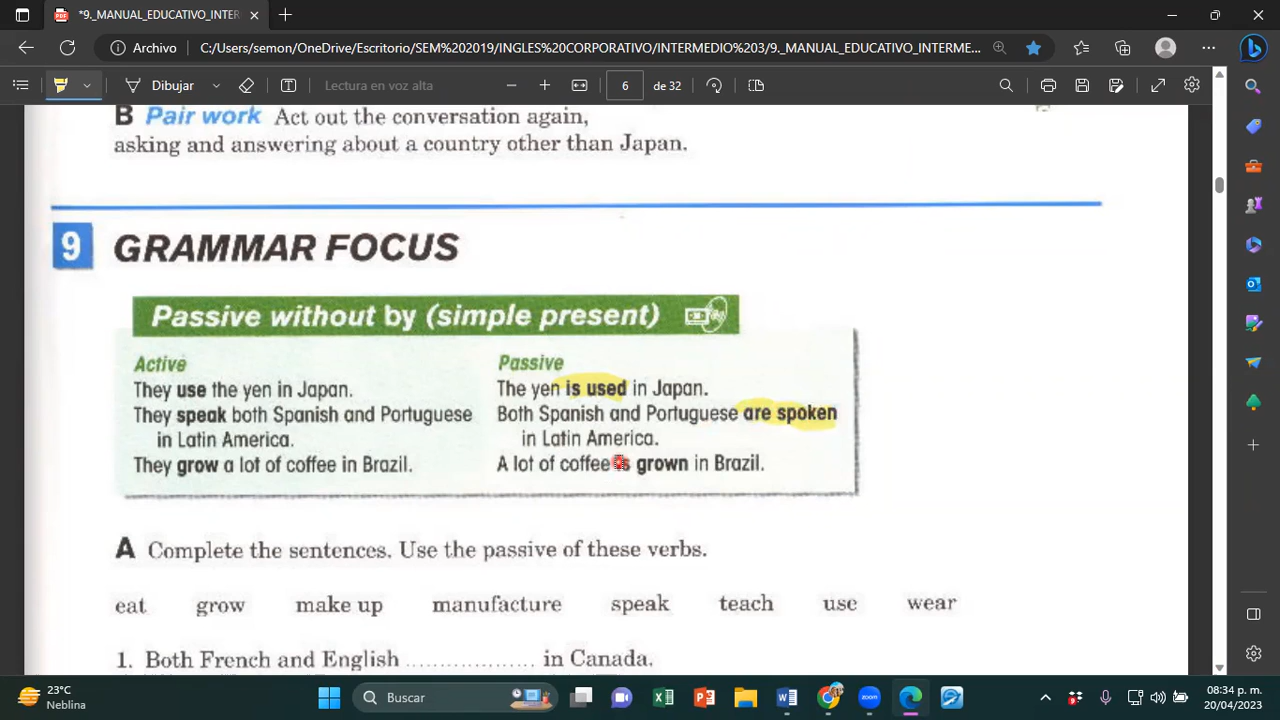 *9._MANUAL_EDUCATIVO_INTER
Archivo
C:/Users/semon/OneDrive/Escritorio/SEM%202019/INGLES%20CORPORATIVO/INTERMEDIO%203/9._MANUAL_EDUCATIVO_INTERME...
Dibujar
Lectura en voz alta
6
de 32
B Pair work Act out the conversation again,
asking and answering about a country other than Japan.
9 GRAMMAR FOCUS
Passive without by (simple present)
Active
They use the yen in Japan.
They speak both Spanish and Portuguese
in Latin America.
They grow a lot of coffee in Brazil.
Passive
The yen is used in Japan.
Both Spanish and Portuguese are spoken
in Latin America.
A lot of coffee is grown in Brazil.
A Complete the sentences. Use the passive of these verbs.
eat grow make up manufacture speak teach use wear
1. Both French and English .................. in Canada.
23°C
Neblina
Buscar
zoom
08:34 p. m.
20/04/2023